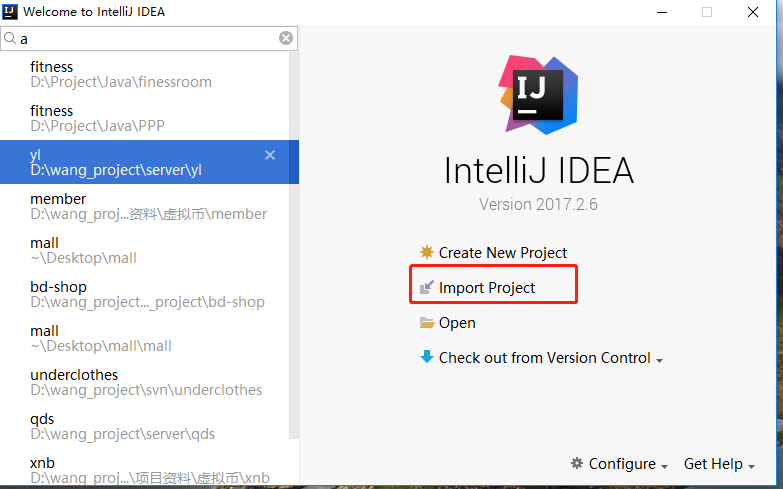 Welcome to IntelliJ IDEA
a
fitness
D:\Project\Java\finessroom
fitness
D:\Project\Java\PPP
yl
D:\wang_project\server\yl
member
D:\wang_proj...资料\虚拟币\member
mall
~\Desktop\mall
bd-shop
D:\wang_project..._project\bd-shop
mall
~\Desktop\mall\mall
underclothes
D:\wang_project\svn\underclothes
qds
D:\wang_project\server\qds
xnb
D:\wang_proj...\项目资料\虚拟币\xnb
IJ
IntelliJ IDEA
Version 2017.2.6
Create New Project
Import Project
Open
Check out from Version Control
Configure
Get Help